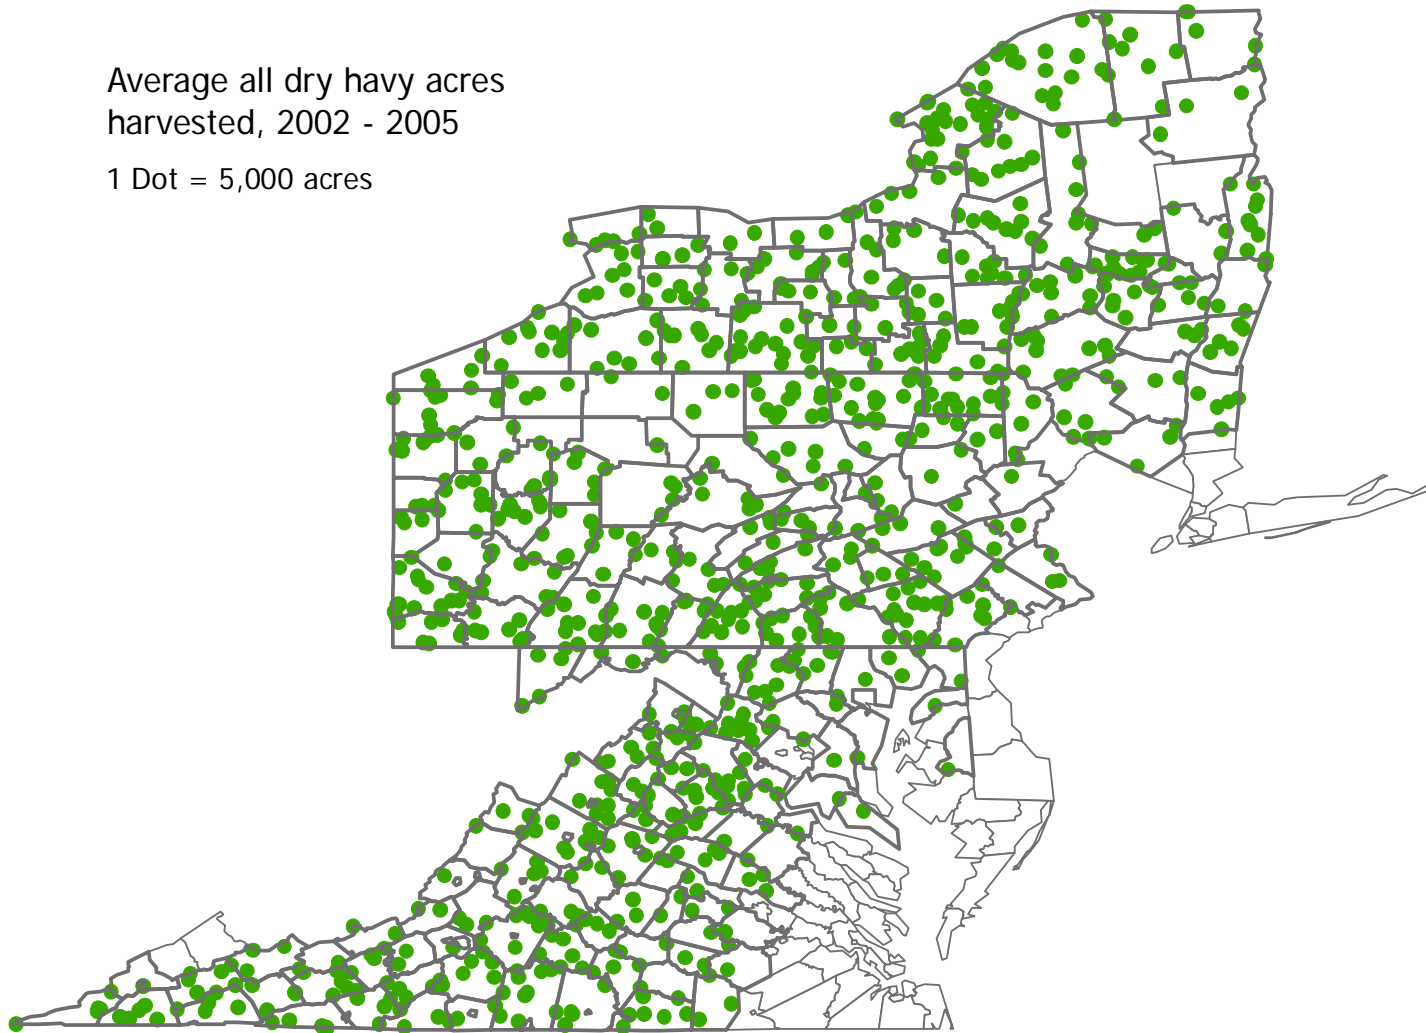 Average all dry havy acres
harvested, 2002 - 2005
1 Dot = 5,000 acres